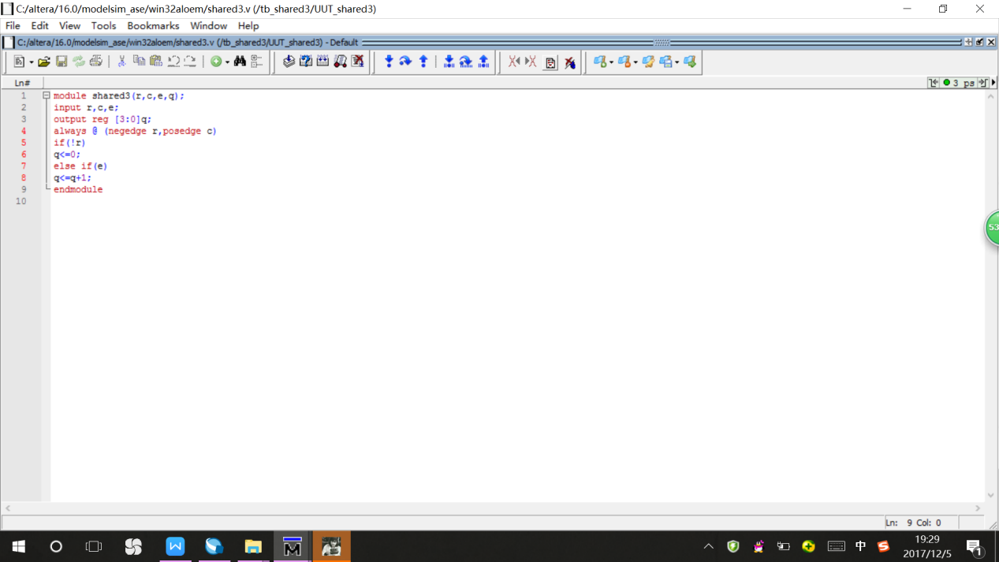 C:/altera/16.0/modelsim_ase/win32aloem/shared3.v (/tb_shared3/UUT_shared3)
File Edit View Tools Bookmarks Window Help
C:/altera/16.0/modelsim_ase/win32aloem/shared3.v (/tb_shared3/UUT_shared3) - Default
Ln#
3 ps
1 module shared3(r,c,e,q);
2 input r,c,e;
3 output reg [3:0]q;
4 always @ (negedge r,posedge c)
5 if(!r)
6 q<=0;
7 else if(e)
8 q<=q+1;
9 endmodule
10
53
Ln: 9 Col: 0
中
19:29
2017/12/5
1